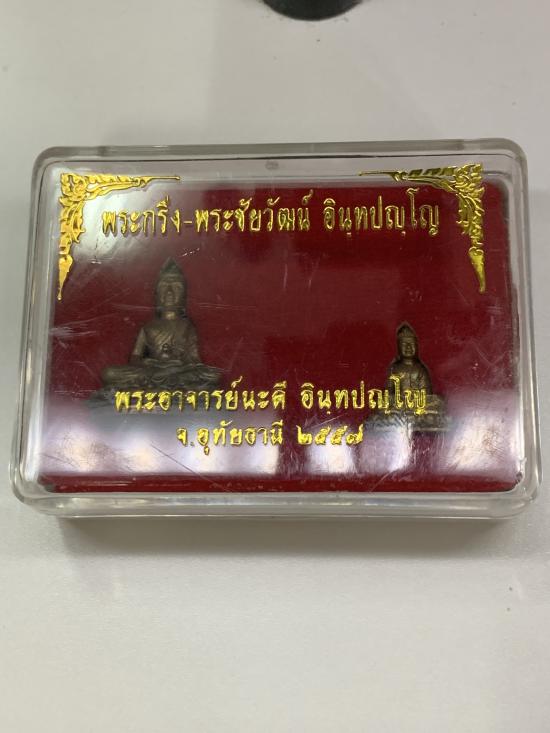 พระกริ่ง-พระชัยวัฒน์ อินฺทปญฺโญ
พระอาจารย์นะดี อินฺทปญฺโญ
จ.อุทัยธานี ๒๕๕๗